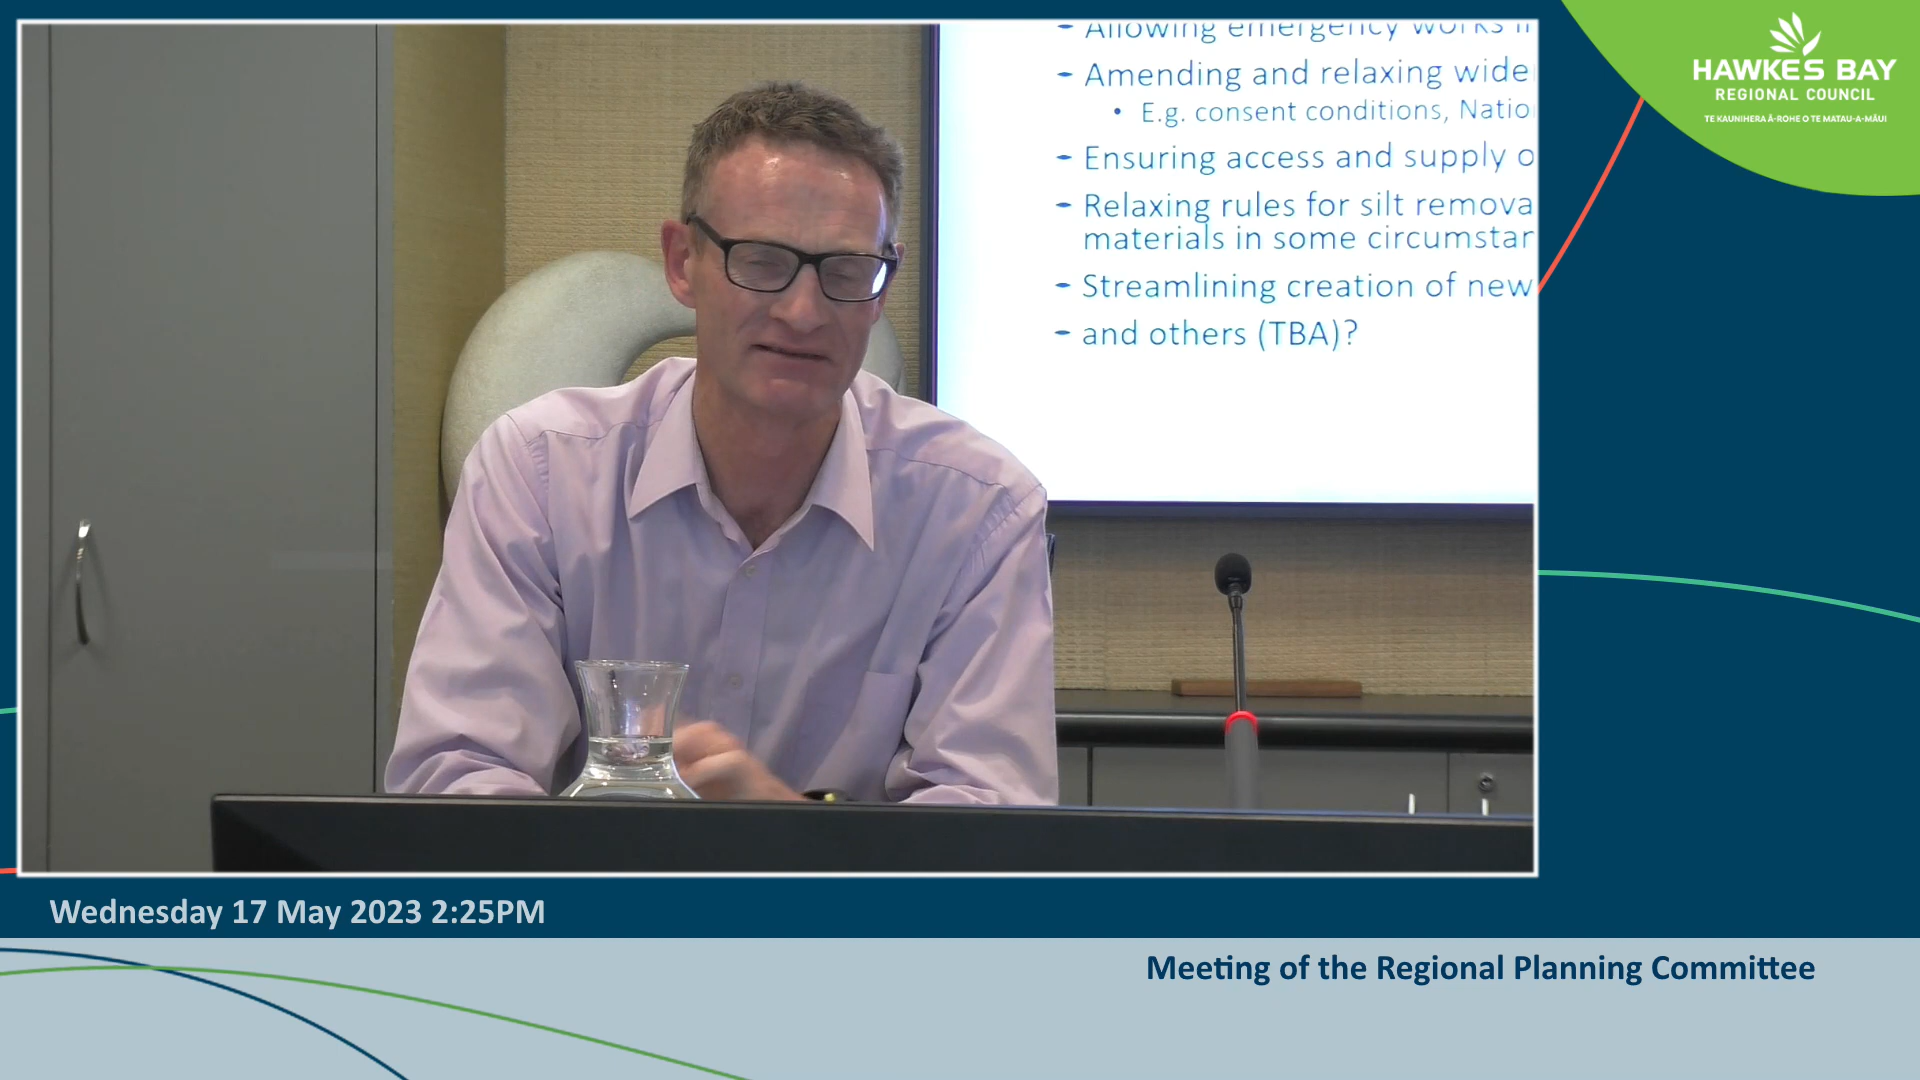 Amending and relaxing wide
• E.g. consent conditions, Natio
Ensuring access and supply o
Relaxing rules for silt remova
materials in some circumstan
Streamlining creation of new
and others (TBA)?
HAWKE'S BAY
REGIONAL COUNCIL
TE KAUNIHERA Ā-ROHE O TE MATAU-A-MĀUI
Wednesday 17 May 2023 2:25PM
Meeting of the Regional Planning Committee